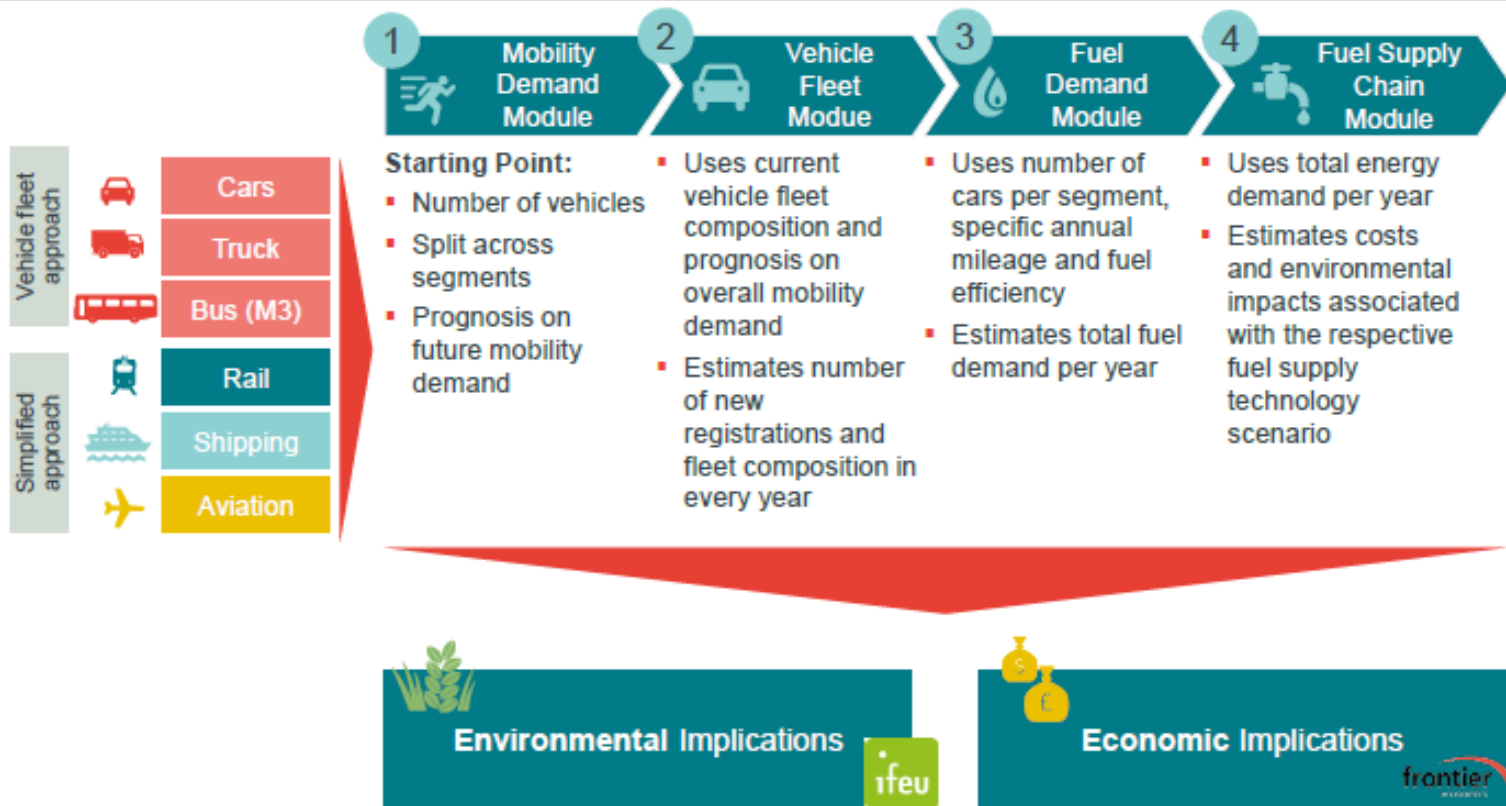 1
Mobility
Demand
Module
2
Vehicle
Fleet
Modue
3
Fuel
Demand
Module
4
Fuel Supply
Chain
Module
Vehicle fleet
approach
Cars
Truck
Bus (M3)
Simplified
approach
Rail
Shipping
Aviation
Starting Point:
▪ Number of vehicles
▪ Split across
segments
▪ Prognosis on
future mobility
demand
▪ Uses current
vehicle fleet
composition and
prognosis on
overall mobility
demand
▪ Estimates number
of new
registrations and
fleet composition in
every year
▪ Uses number of
cars per segment,
specific annual
mileage and fuel
efficiency
▪ Estimates total fuel
demand per year
▪ Uses total energy
demand per year
▪ Estimates costs
and environmental
impacts associated
with the respective
fuel supply
technology
scenario
Environmental Implications
ifeu
$
£
Economic Implications
frontier